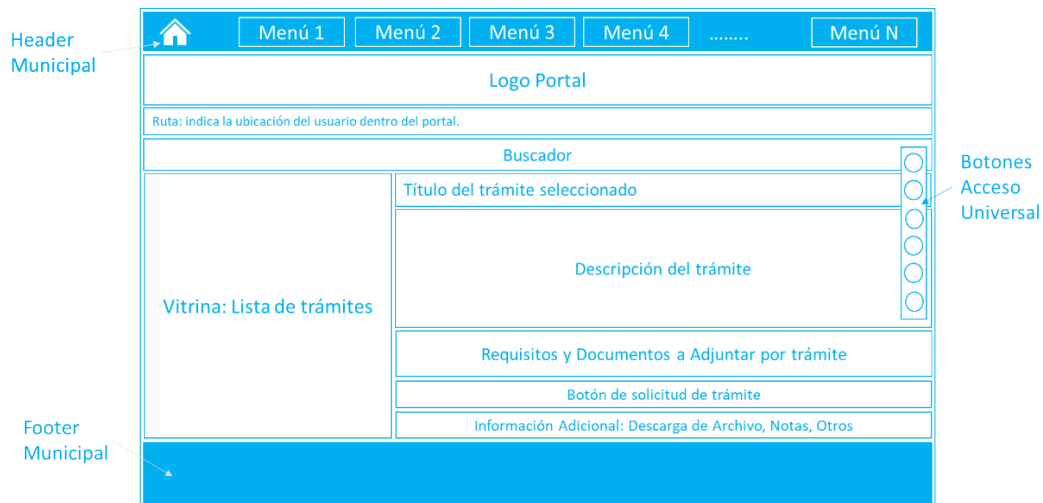 Header
Municipal
Menú 1
Menú 2
Menú 3
Menú 4
........
Menú N
Logo Portal
Ruta: indica la ubicación del usuario dentro del portal.
Buscador
Botones
Acceso
Universal
Título del trámite seleccionado
Descripción del trámite
Vitrina: Lista de trámites
Requisitos y Documentos a Adjuntar por trámite
Botón de solicitud de trámite
Información Adicional: Descarga de Archivo, Notas, Otros
Footer
Municipal